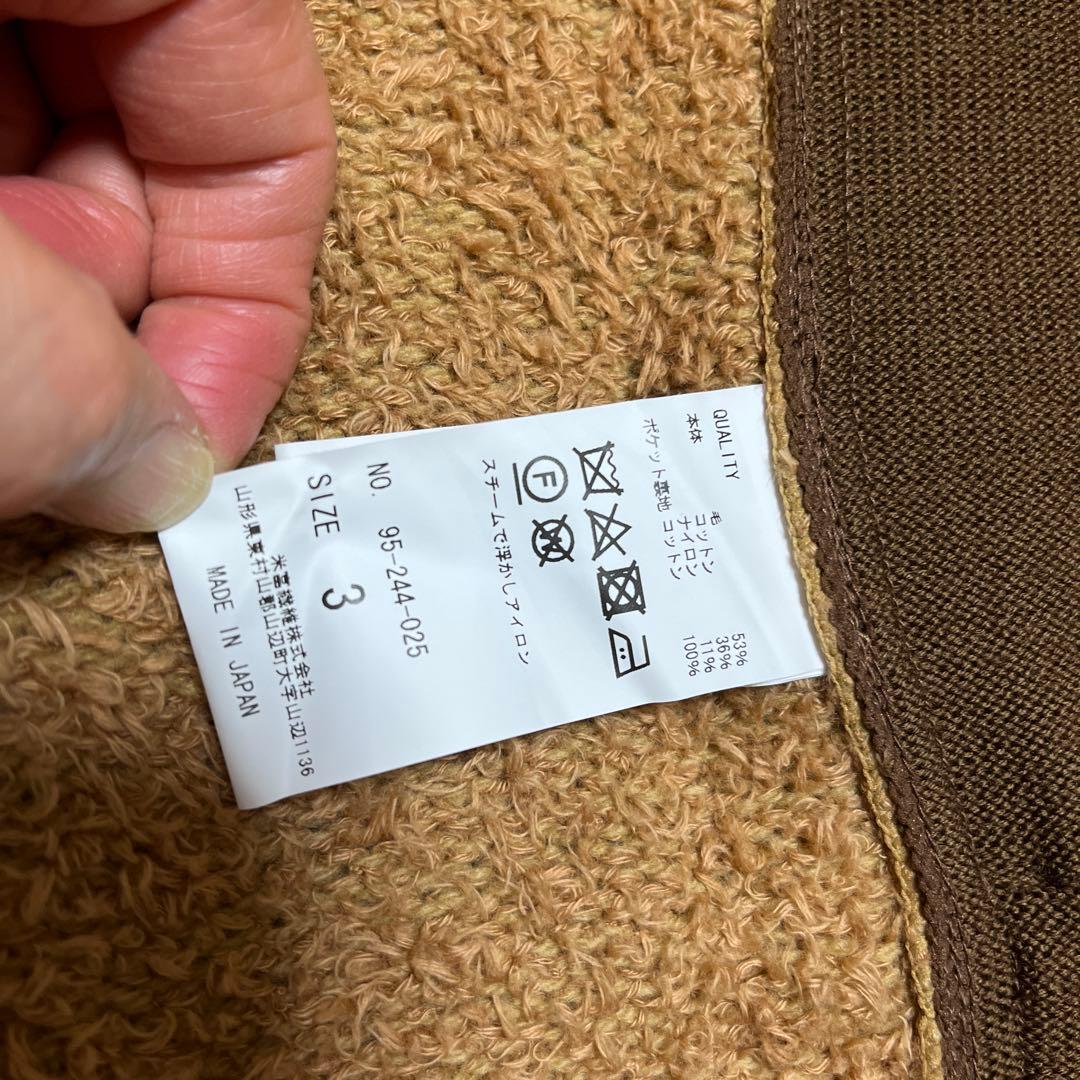 QUALITY
本体 毛 53%
コットン 36%
ナイロン 11%
ポケット裏地 コットン 100%
F W
スチームで浮かしアイロン
NO. 95-244-025
SIZE 3
米富繊維株式会社
山形県東村山郡山辺町大字山辺1136
MADE IN JAPAN